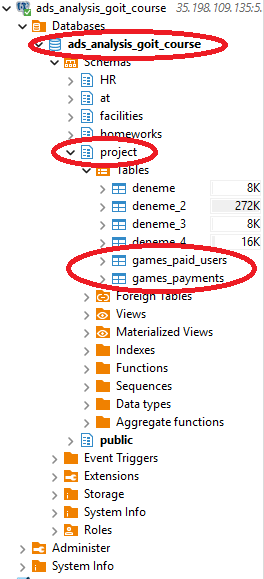 ads_analysis_goit_course 35.198.109.135:5
Databases
ads_analysis_goit_course
Schemas
HR
at
facilities
homeworks
project
Tables
deneme 8K
deneme_2 272K
deneme_3 8K
deneme_4 16K
games_paid_users
games_payments
Foreign Tables
Views
Materialized Views
Indexes
Functions
Sequences
Data types
Aggregate functions
public
Event Triggers
Extensions
Storage
System Info
Roles
Administer
System Info